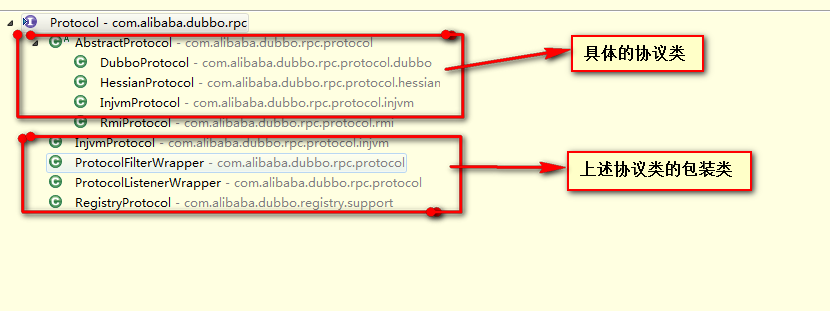 Protocol - com.alibaba.dubbo.rpc
AbstractProtocol - com.alibaba.dubbo.rpc.protocol
DubboProtocol - com.alibaba.dubbo.rpc.protocol.dubbo
HessianProtocol - com.alibaba.dubbo.rpc.protocol.hessian
InjvmProtocol - com.alibaba.dubbo.rpc.protocol.injvm
RmiProtocol - com.alibaba.dubbo.rpc.protocol.rmi
具体的协议类
InjvmProtocol - com.alibaba.dubbo.rpc.protocol.injvm
ProtocolFilterWrapper - com.alibaba.dubbo.rpc.protocol
ProtocolListenerWrapper - com.alibaba.dubbo.rpc.protocol
RegistryProtocol - com.alibaba.dubbo.registry.support
上述协议类的包装类